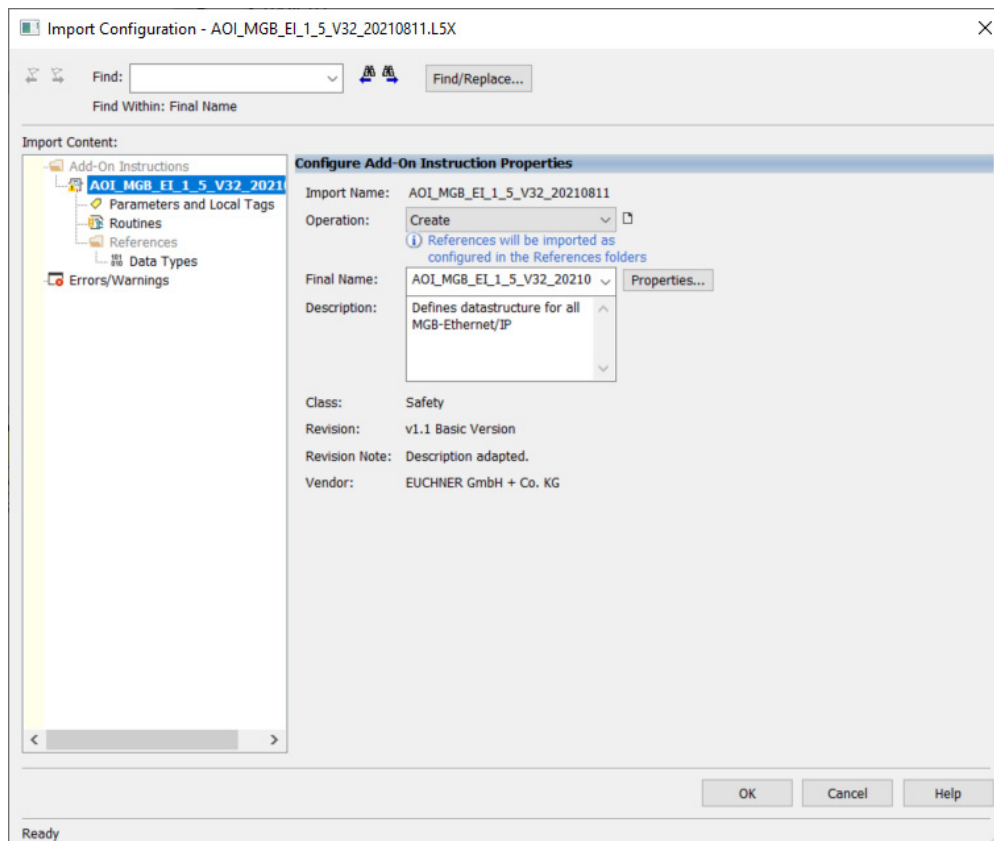 Import Configuration - AOI_MGB_EI_1_5_V32_20210811.L5X
Find:
Find/Replace...
Find Within: Final Name
Import Content:
Add-On Instructions
AOI_MGB_EI_1_5_V32_2021
Parameters and Local Tags
Routines
References
Data Types
Errors/Warnings
Configure Add-On Instruction Properties
Import Name: AOI_MGB_EI_1_5_V32_20210811
Operation: Create
References will be imported as
configured in the References folders
Final Name: AOI_MGB_EI_1_5_V32_20210 Properties...
Description: Defines datastructure for all
MGB-Ethernet/IP
Class: Safety
Revision: v1.1 Basic Version
Revision Note: Description adapted.
Vendor: EUCHNER GmbH + Co. KG
OK Cancel Help
Ready